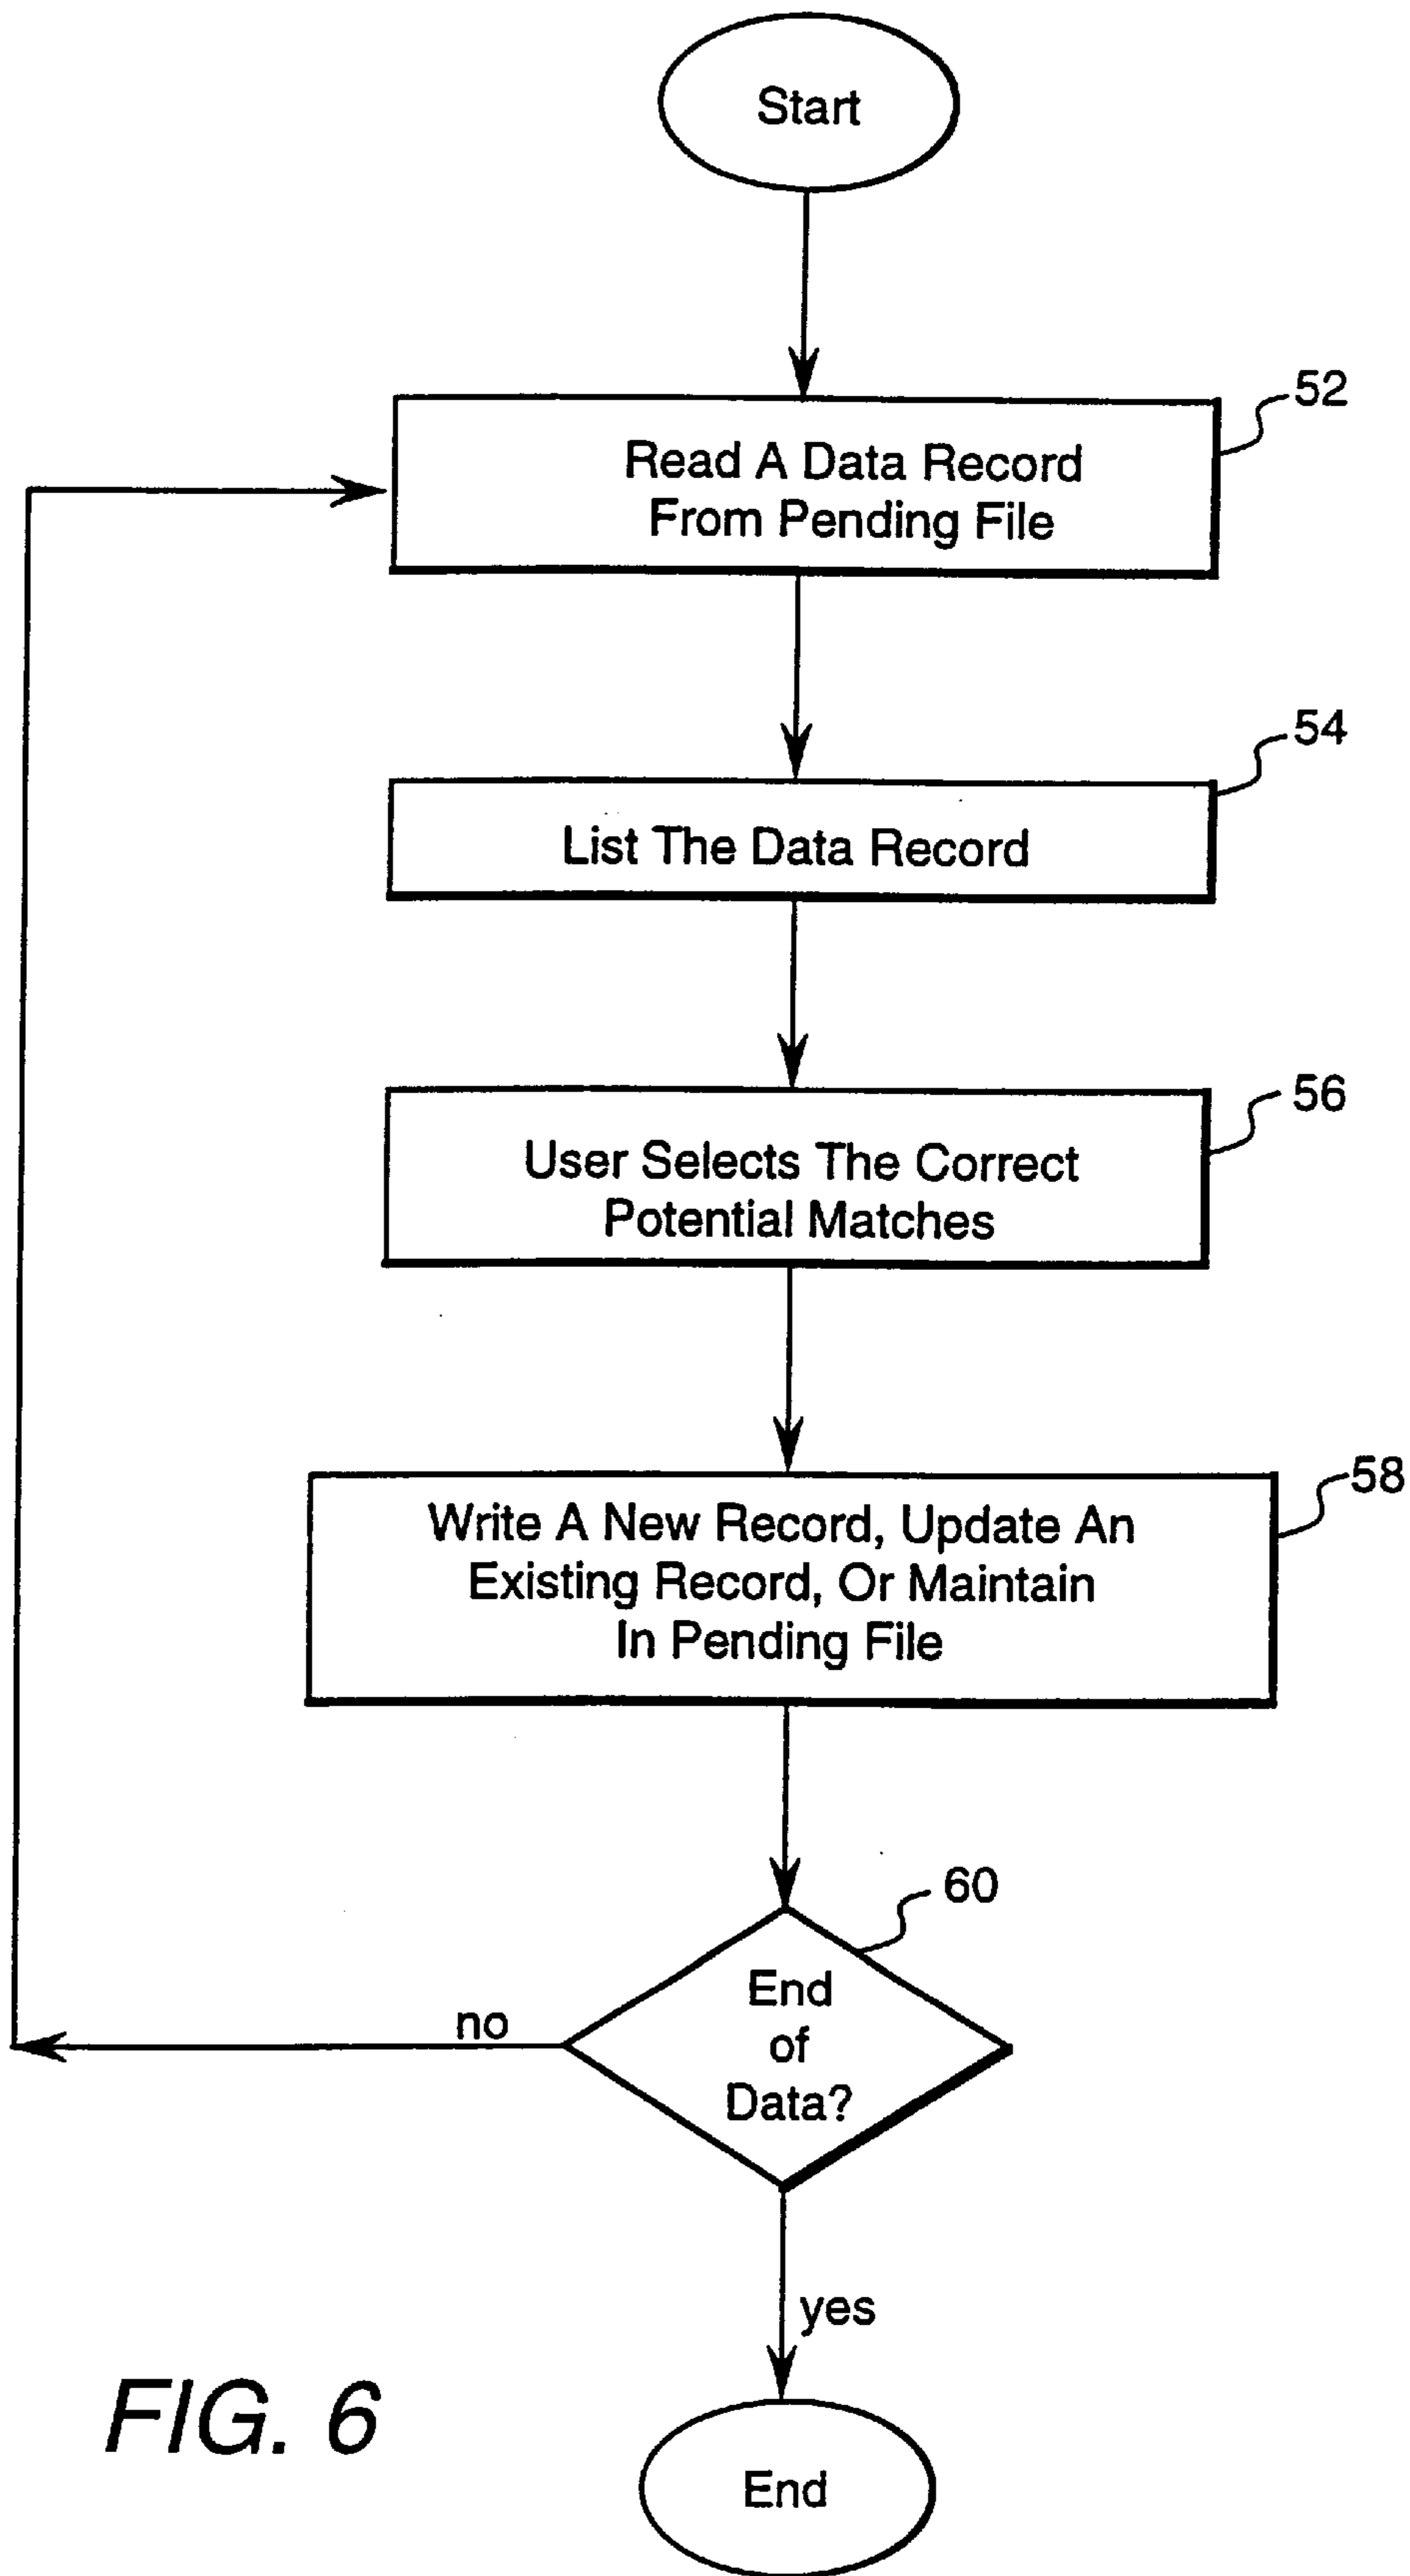 Start
52
Read A Data Record
From Pending File
54
List The Data Record
56
User Selects The Correct
Potential Matches
58
Write A New Record, Update An
Existing Record, Or Maintain
In Pending File
60
End
of
Data?
no
yes
FIG. 6
End